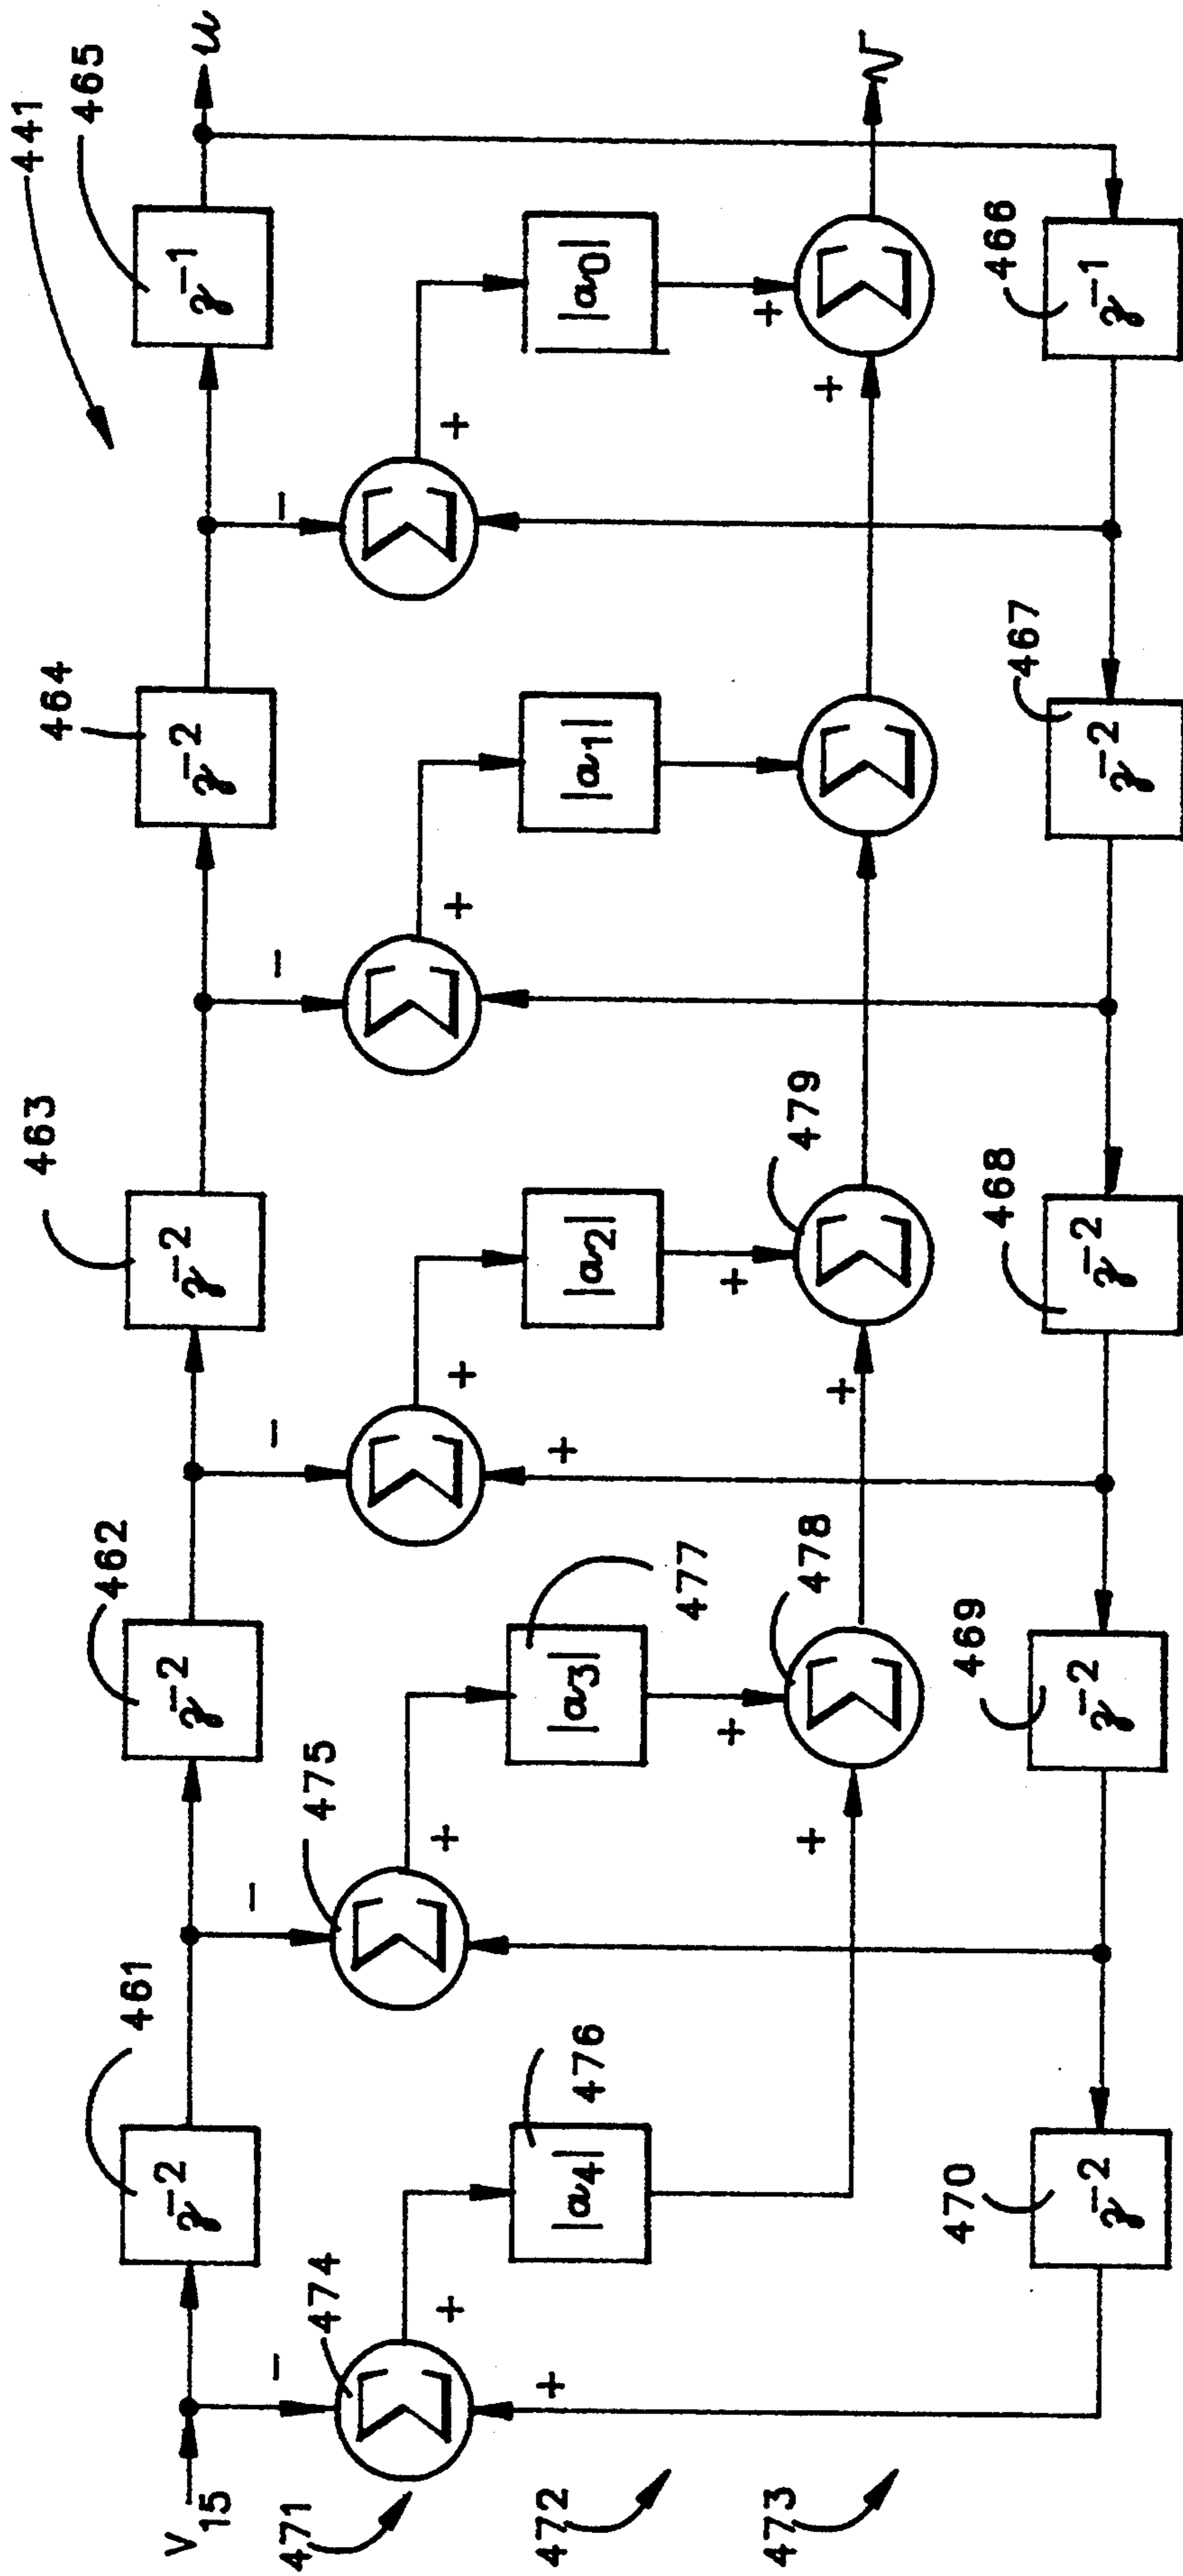 441
461
462
463
464
465
V15
z⁻²
z⁻²
z⁻²
z⁻²
z⁻¹
u
471
474
475
−
−
−
−
−
Σ
Σ
Σ
Σ
Σ
+
+
+
+
+
+
+
472
476
477
|a4|
|a3|
|a2|
|a1|
|a0|
473
478
479
+
+
+
+
+
+
Σ
Σ
Σ
Σ
v
470
469
468
467
466
z⁻²
z⁻²
z⁻²
z⁻²
z⁻¹